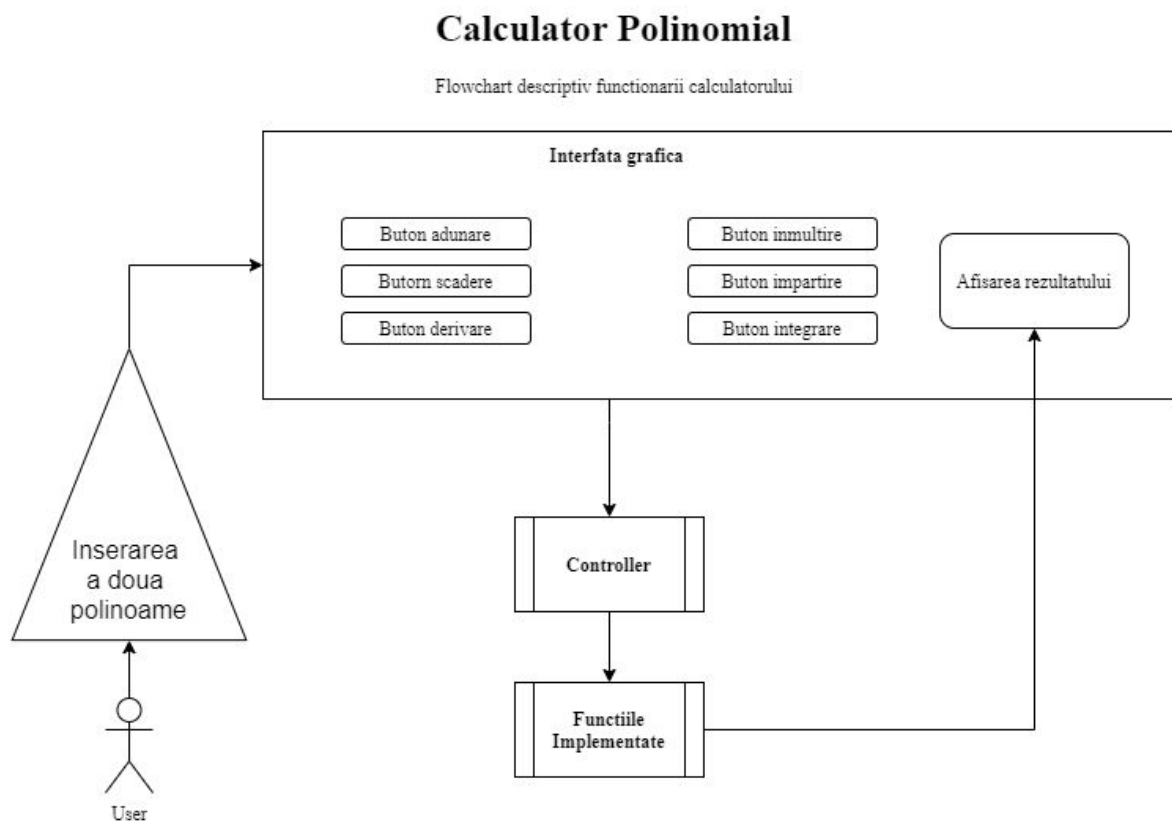 Calculator Polinomial
Flowchart descriptiv functionarii calculatorului
Interfata grafica
Buton adunare
Butorn scadere
Buton derivare
Buton inmultire
Buton impartire
Buton integrare
Afisarea rezultatului
Inserarea
a doua
polinoame
Controller
Functiile
Implementate
User